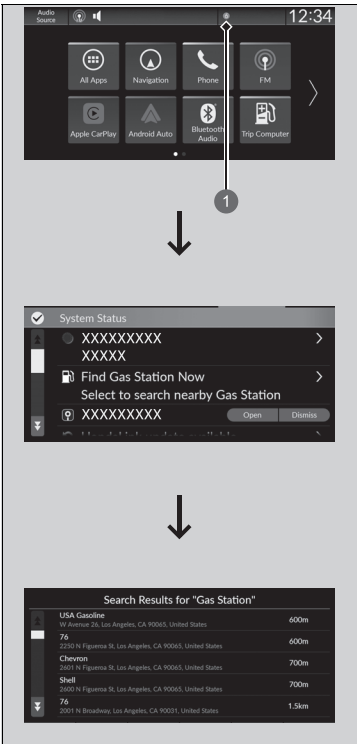 Audio
Source
12:34
All Apps
Navigation
Phone
FM
Apple CarPlay
Android Auto
Bluetooth
Audio
Trip Computer
1
System Status
XXXXXXXXX
XXXXX
Find Gas Station Now
Select to search nearby Gas Station
XXXXXXXXX
Open
Dismiss
Search Results for "Gas Station"
USA Gasoline
W Avenue 26, Los Angeles, CA 90065, United States
600m
76
2250 N Figueroa St, Los Angeles, CA 90065, United States
600m
Chevron
2601 N Figueroa St, Los Angeles, CA 90065, United States
700m
Shell
2600 N Figueroa St, Los Angeles, CA 90065, United States
700m
76
2001 N Broadway, Los Angeles, CA 90031, United States
1.5km